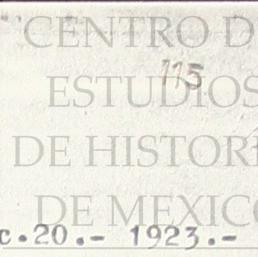 CENTRO D
115
ESTUDIOS
DE HISTORI
DE MEXICO
c.20.- 1923.-